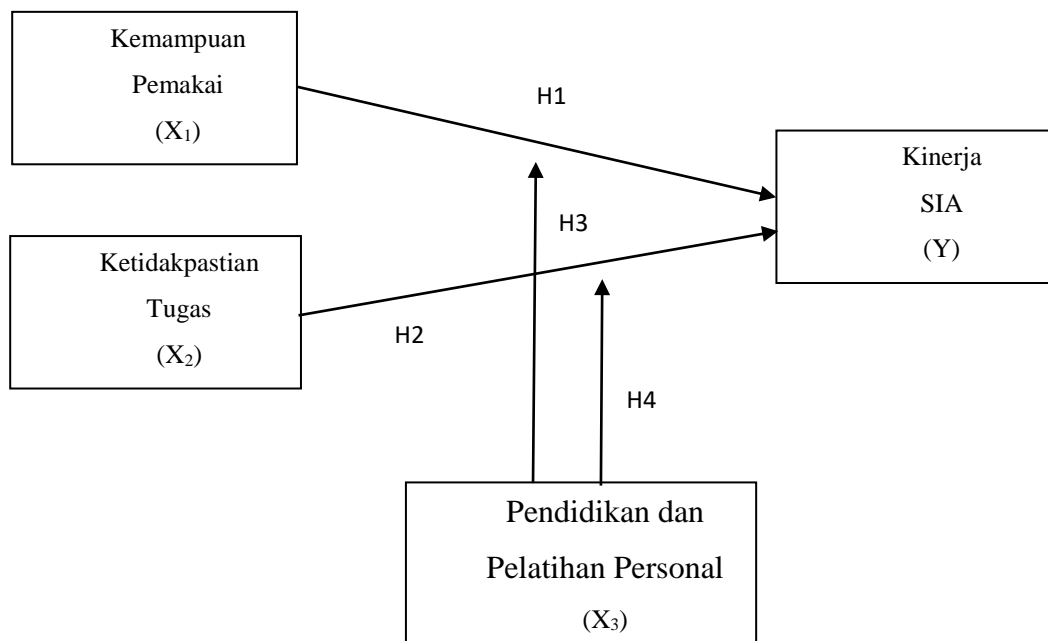 Kemampuan
Pemakai
(X₁)
H1
Kinerja
SIA
(Y)
H3
Ketidakpastian
Tugas
(X₂)
H2
H4
Pendidikan dan
Pelatihan Personal
(X₃)